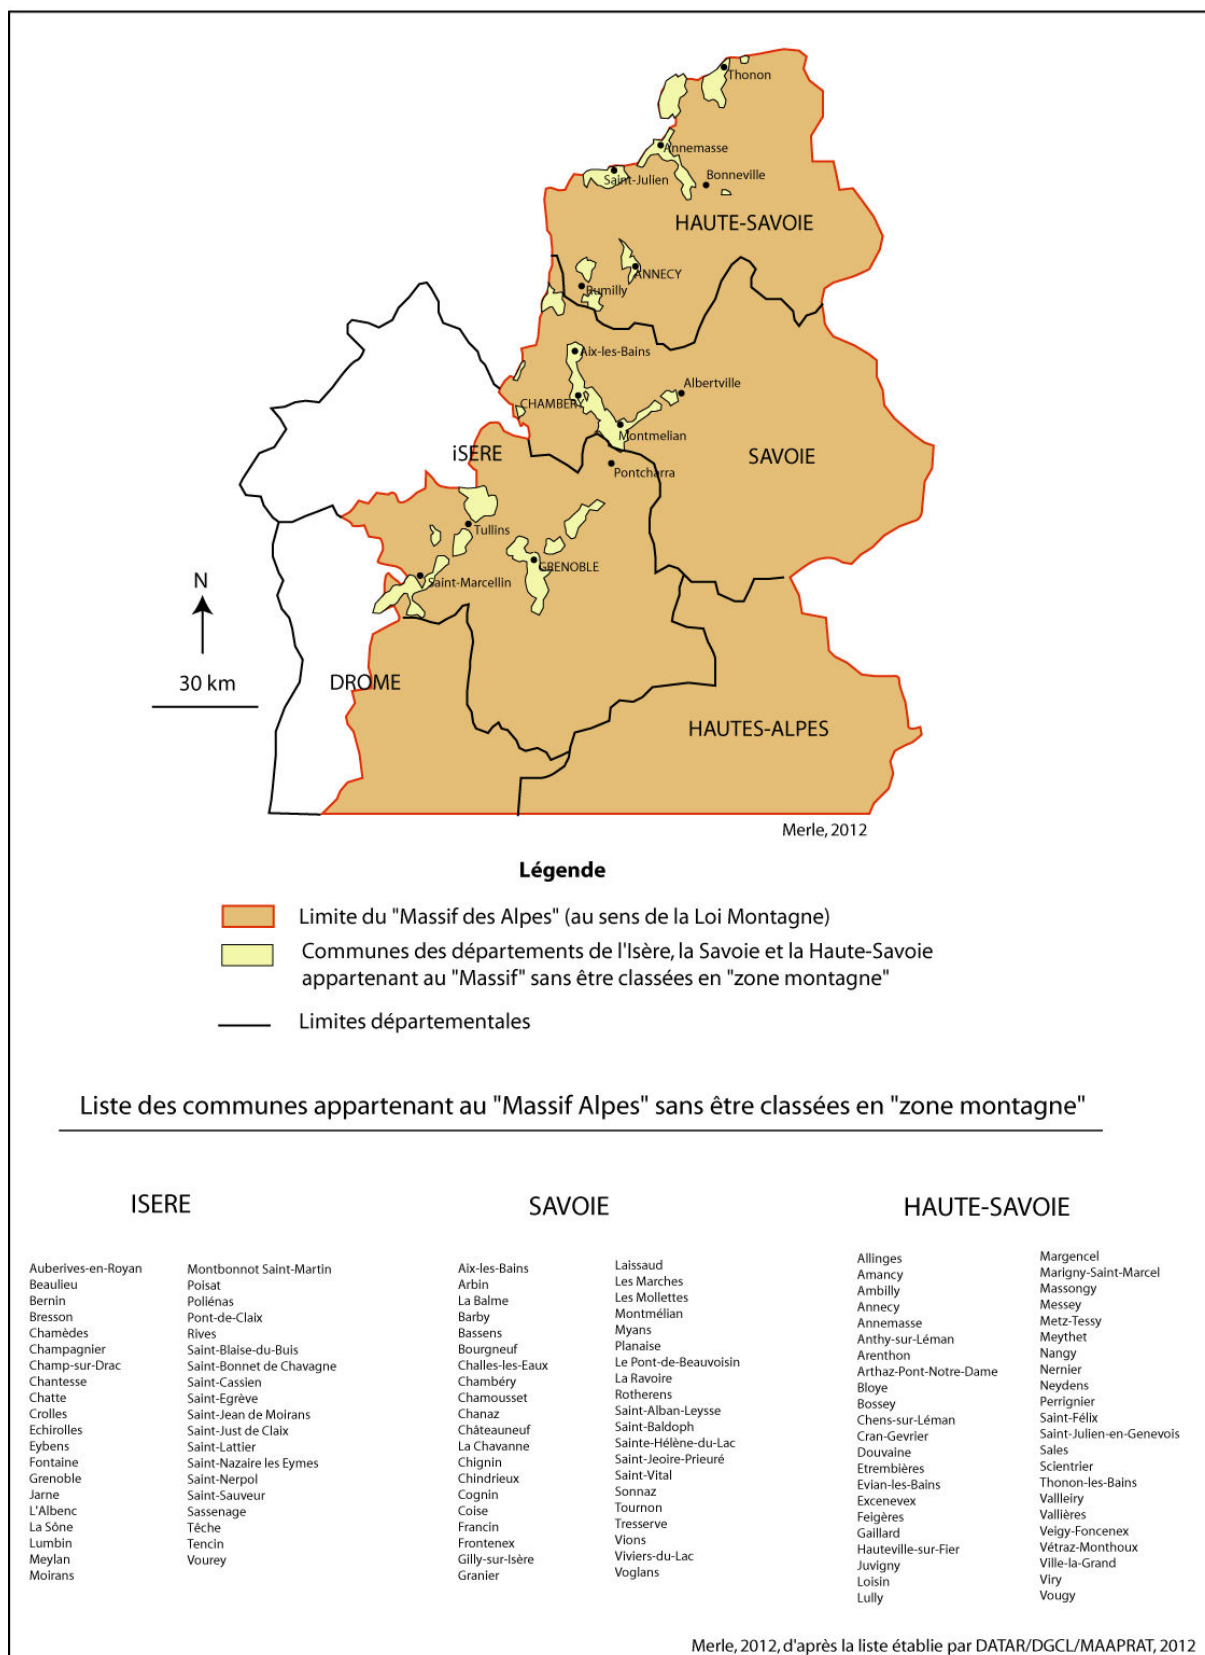 Thonon
Annemasse
Saint-Julien
Bonneville
HAUTE-SAVOIE
ANNECY
Rumilly
Aix-les-Bains
Albertville
CHAMBERY
Montmelian
iSERE
SAVOIE
Pontcharra
Tullins
GRENOBLE
Saint-Marcellin
N
30 km
DROME
HAUTES-ALPES
Merle, 2012
Légende
Limite du "Massif des Alpes" (au sens de la Loi Montagne)
Communes des départements de l'Isère, la Savoie et la Haute-Savoie
appartenant au "Massif" sans être classées en "zone montagne"
Limites départementales
Liste des communes appartenant au "Massif Alpes" sans être classées en "zone montagne"
ISERE
Auberives-en-Royan
Beaulieu
Bernin
Bresson
Chamèdes
Champagnier
Champ-sur-Drac
Chantesse
Chatte
Crolles
Echirolles
Eybens
Fontaine
Grenoble
Jarne
L'Albenc
La Sône
Lumbin
Meylan
Moirans
Montbonnot Saint-Martin
Poisat
Poliénas
Pont-de-Claix
Rives
Saint-Blaise-du-Buis
Saint-Bonnet de Chavagne
Saint-Cassien
Saint-Egrève
Saint-Jean de Moirans
Saint-Just de Claix
Saint-Lattier
Saint-Nazaire les Eymes
Saint-Nerpol
Saint-Sauveur
Sassenage
Têche
Tencin
Vourey
SAVOIE
Aix-les-Bains
Arbin
La Balme
Barby
Bassens
Bourgneuf
Challes-les-Eaux
Chambéry
Chamousset
Chanaz
Châteauneuf
La Chavanne
Chignin
Chindrieux
Cognin
Coise
Francin
Frontenex
Gilly-sur-Isère
Granier
Laissaud
Les Marches
Les Mollettes
Montmélian
Myans
Planaise
Le Pont-de-Beauvoisin
La Ravoire
Rotherens
Saint-Alban-Leysse
Saint-Baldoph
Sainte-Hélène-du-Lac
Saint-Jeoire-Prieuré
Saint-Vital
Sonnaz
Tournon
Tresserve
Vions
Viviers-du-Lac
Voglans
HAUTE-SAVOIE
Allinges
Amancy
Ambilly
Annecy
Annemasse
Anthy-sur-Léman
Arenthon
Arthaz-Pont-Notre-Dame
Bloye
Bossey
Chens-sur-Léman
Cran-Gevrier
Douvaine
Etrembières
Evian-les-Bains
Excenevex
Feigères
Gaillard
Hauteville-sur-Fier
Juvigny
Loisin
Lully
Margencel
Marigny-Saint-Marcel
Massongy
Messey
Metz-Tessy
Meythet
Nangy
Nernier
Neydens
Perrignier
Saint-Félix
Saint-Julien-en-Genevois
Sales
Scientrier
Thonon-les-Bains
Vallleiry
Vallières
Veigy-Foncenex
Vétraz-Monthoux
Ville-la-Grand
Viry
Vougy
Merle, 2012, d'après la liste établie par DATAR/DGCL/MAAPRAT, 2012